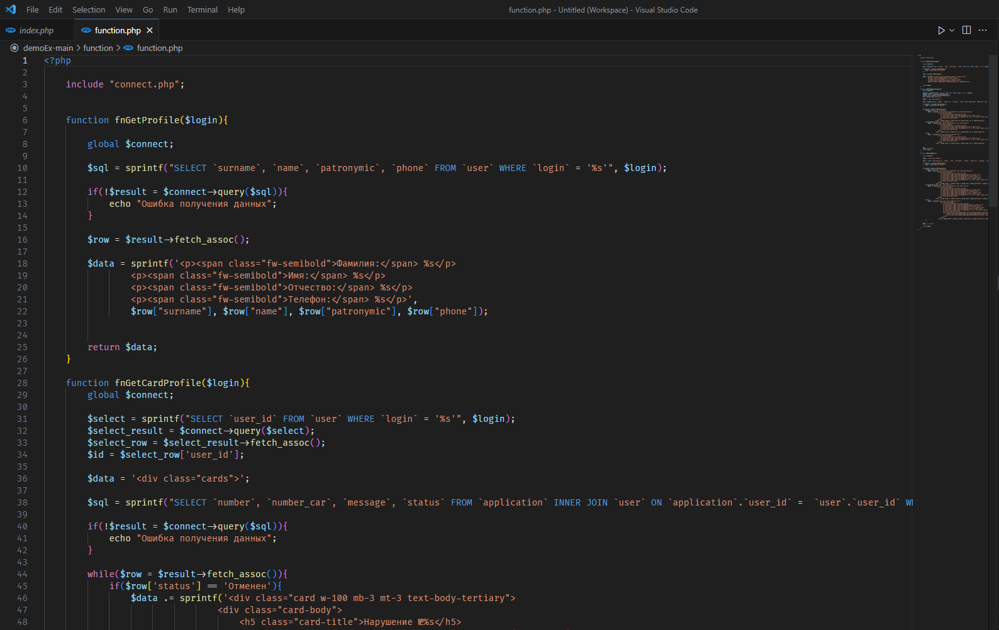 File Edit Selection View Go Run Terminal Help function.php - Untitled (Workspace) - Visual Studio Code
index.php function.php
demoEx-main > function > function.php
1 <?php
2
3 include "connect.php";
4
5
6 function fnGetProfile($login){
7
8 global $connect;
9
10 $sql = sprintf("SELECT `surname`, `name`, `patronymic`, `phone` FROM `user` WHERE `login` = '%s'", $login);
11
12 if(!$result = $connect->query($sql)){
13 echo "Ошибка получения данных";
14 }
15
16 $row = $result->fetch_assoc();
17
18 $data = sprintf('<p><span class="fw-semibold">Фамилия:</span> %s</p>
19 <p><span class="fw-semibold">Имя:</span> %s</p>
20 <p><span class="fw-semibold">Отчество:</span> %s</p>
21 <p><span class="fw-semibold">Телефон:</span> %s</p>',
22 $row["surname"], $row["name"], $row["patronymic"], $row["phone"]);
23
24
25 return $data;
26 }
27
28 function fnGetCardProfile($login){
29 global $connect;
30
31 $select = sprintf("SELECT `user_id` FROM `user` WHERE `login` = '%s'", $login);
32 $select_result = $connect->query($select);
33 $select_row = $select_result->fetch_assoc();
34 $id = $select_row['user_id'];
35
36 $data = '<div class="cards">';
37
38 $sql = sprintf("SELECT `number`, `number_car`, `message`, `status` FROM `application` INNER JOIN `user` ON `application`.`user_id` =  `user`.`user_id`
39
40 if(!$result = $connect->query($sql)){
41 echo "Ошибка получения данных";
42 }
43
44 while($row = $result->fetch_assoc()){
45 if($row['status'] == 'Отменен'){
46 $data .= sprintf('<div class="card w-100 mb-3 mt-3 text-body-tertiary">
47 <div class="card-body">
48 <h5 class="card-title">Нарушение №%s</h5>